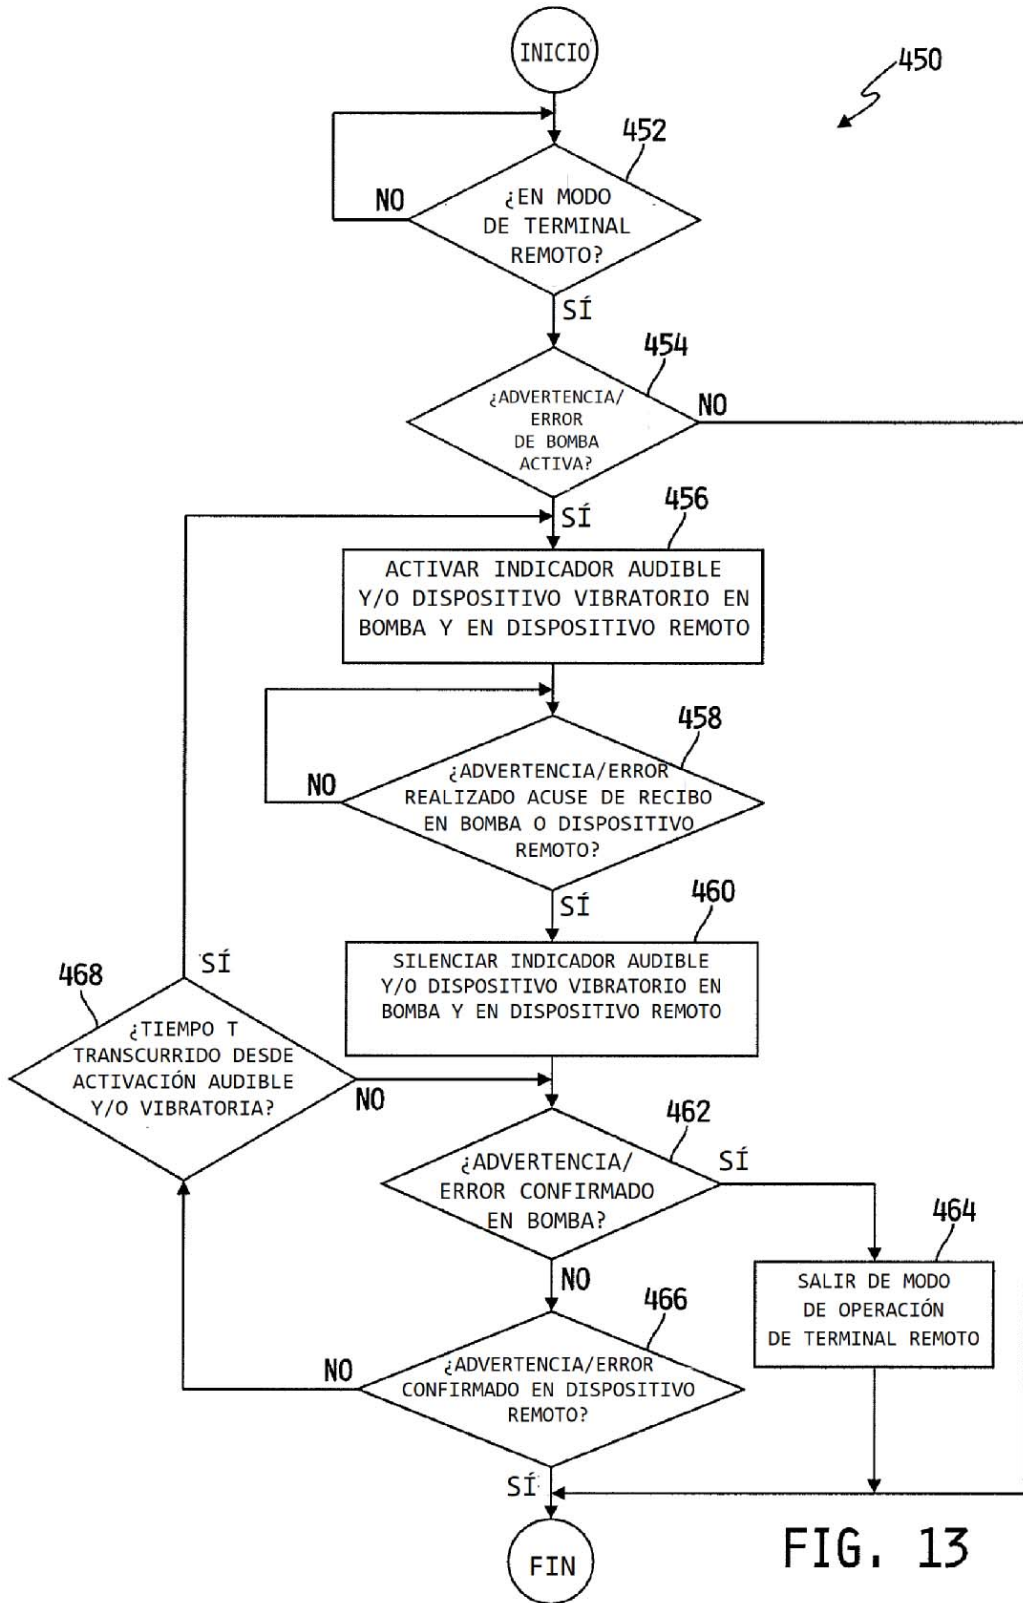 INICIO
450
452
¿EN MODO
DE TERMINAL
REMOTO?
NO
SÍ
454
¿ADVERTENCIA/
ERROR
DE BOMBA
ACTIVA?
NO
SÍ
456
ACTIVAR INDICADOR AUDIBLE
Y/O DISPOSITIVO VIBRATORIO EN
BOMBA Y EN DISPOSITIVO REMOTO
458
¿ADVERTENCIA/ERROR
REALIZADO ACUSE DE RECIBO
EN BOMBA O DISPOSITIVO
REMOTO?
NO
SÍ
460
SILENCIAR INDICADOR AUDIBLE
Y/O DISPOSITIVO VIBRATORIO EN
BOMBA Y EN DISPOSITIVO REMOTO
468
SÍ
¿TIEMPO T
TRANSCURRIDO DESDE
ACTIVACIÓN AUDIBLE
Y/O VIBRATORIA?
NO
462
¿ADVERTENCIA/
ERROR CONFIRMADO
EN BOMBA?
SÍ
NO
464
SALIR DE MODO
DE OPERACIÓN
DE TERMINAL REMOTO
466
¿ADVERTENCIA/ERROR
CONFIRMADO EN DISPOSITIVO
REMOTO?
NO
SÍ
FIN
FIG. 13